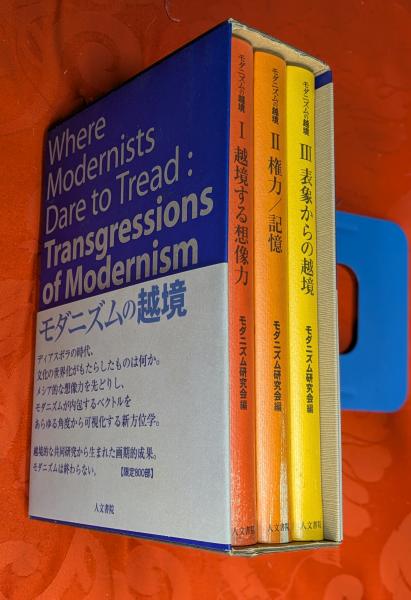 Where
Modernists
Dare to Tread :
Transgressions
of Modernism
モダニズムの越境
ディアスポラの時代、
文化の世界化がもたらしたものは何か。
メシア的な想像力を先どりし、
モダニズムが内包するベクトルを
あらゆる角度から可視化する新方位学。
越境的な共同研究から生まれた画期的成果。
モダニズムは終わらない。
【限定800部】
人文書院
モダニズムの越境 I 越境する想像力 モダニズム研究会編
人文書院
モダニズムの越境 II 権力／記憶 モダニズム研究会編
人文書院
モダニズムの越境 III 表象からの越境 モダニズム研究会編
人文書院